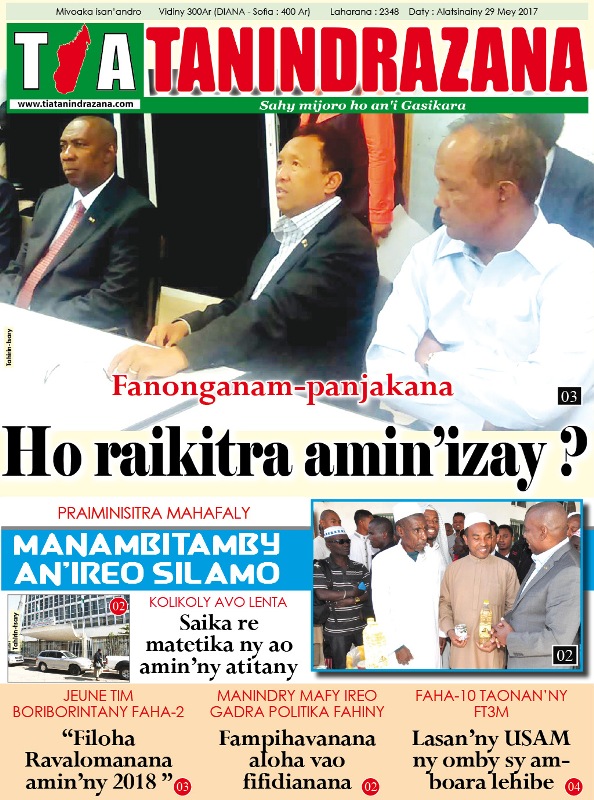 Mivoaka isan'andro Vidiny 300Ar (DIANA - Sofia : 400 Ar) Laharana : 2348 Daty : Alatsinainy 29 Mey 2017
TIA TANINDRAZANA
www.tiatanindrazana.com
Sahy mijoro ho an'i Gasikara
Tahirin-tsary
Fanonganam-panjakana
03
Ho raikitra amin'izay ?
PRAIMINISITRA MAHAFALY
MANAMBITAMBY
AN'IREO SILAMO
02
Tahirin-tsary
02
KOLIKOLY AVO LENTA
Saika re
matetika ny ao
amin'ny atitany
JEUNE TIM
BORIBORINTANY FAHA-2
“Filoha
Ravalomanana
amin'ny 2018 ” 03
MANINDRY MAFY IREO
GADRA POLITIKA FAHINY
Fampihavanana
aloha vao
fifidianana 02
FAHA-10 TAONAN'NY
FT3M
Lasan'ny USAM
ny omby sy am-
boara lehibe 04